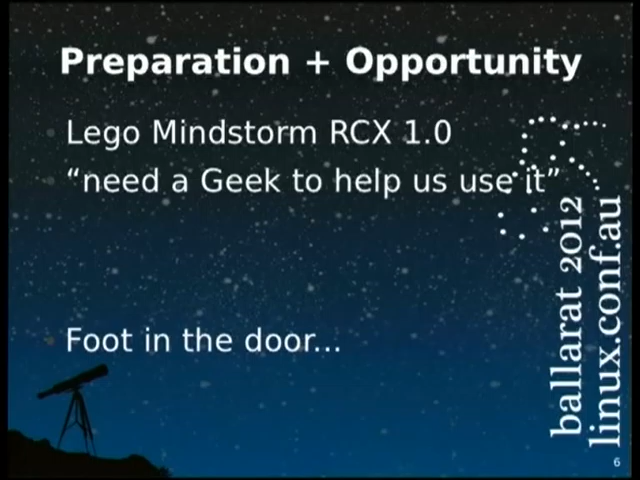 Preparation + Opportunity
Lego Mindstorm RCX 1.0
“need a Geek to help us use it”
Foot in the door...
ballarat 2012
linux.conf.au
6